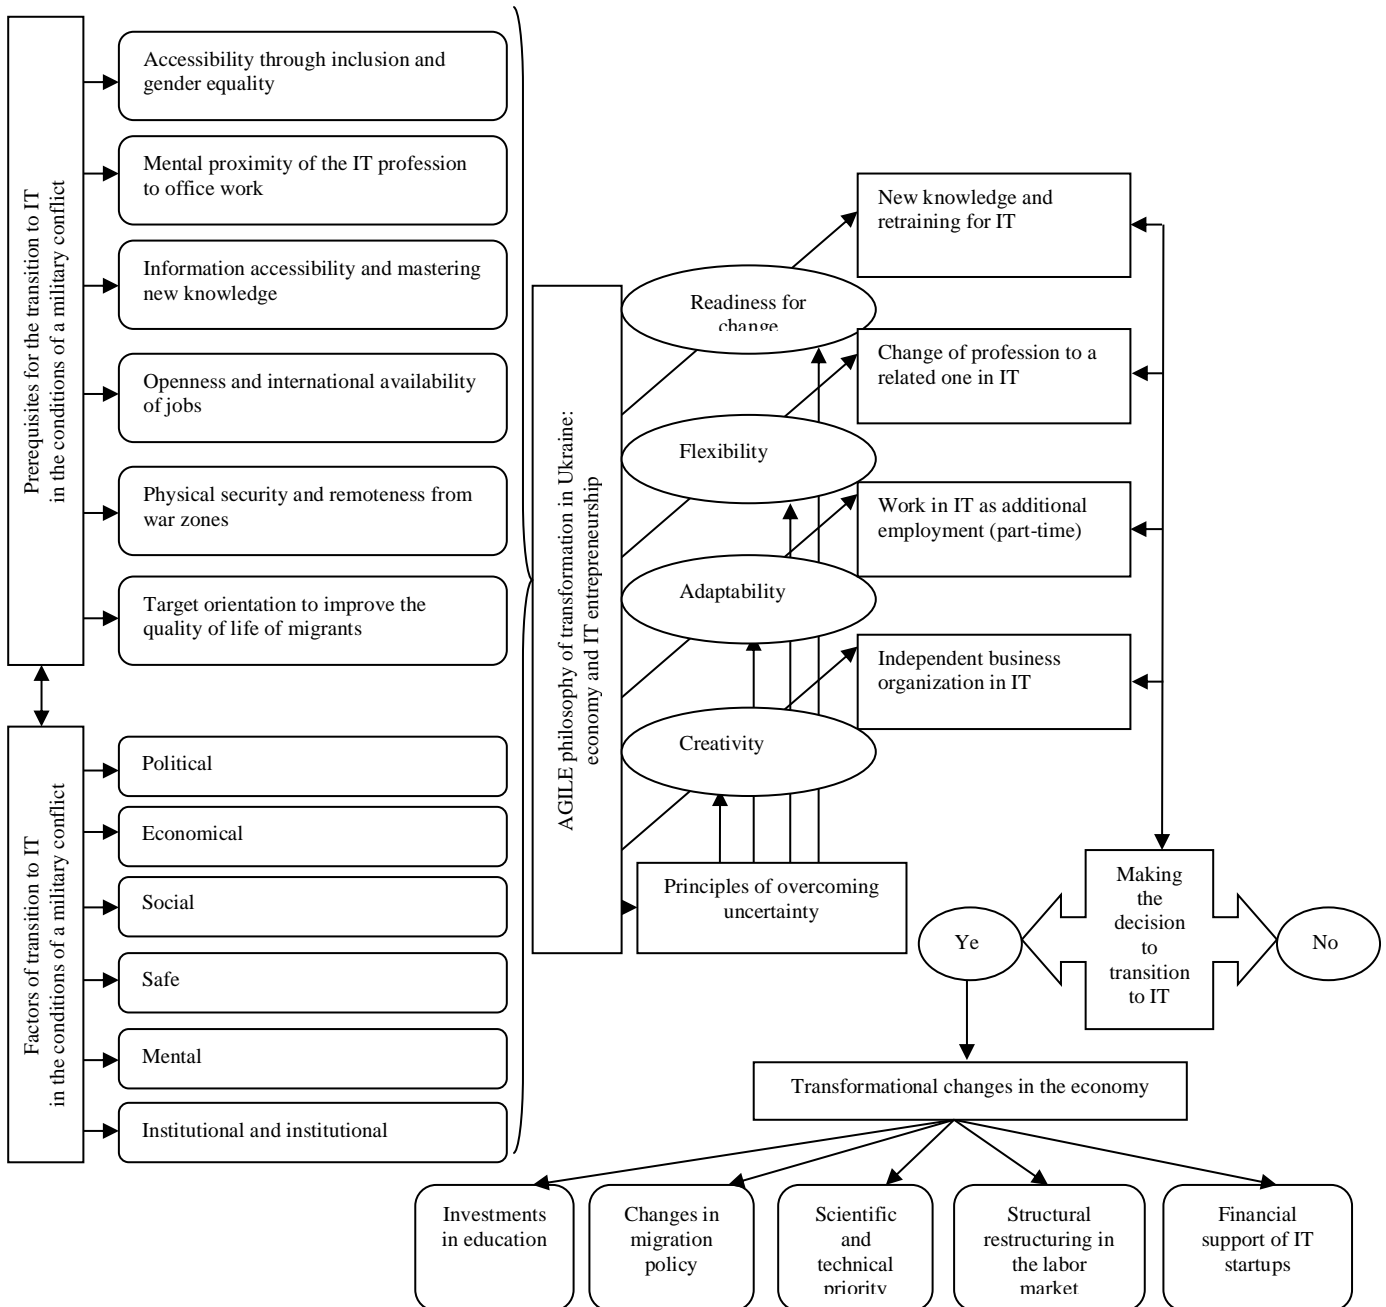 Prerequisites for the transition to IT
in the conditions of a military conflict
Accessibility through inclusion and
gender equality
Mental proximity of the IT profession
to office work
Information accessibility and mastering
new knowledge
Openness and international availability
of jobs
Physical security and remoteness from
war zones
Target orientation to improve the
quality of life of migrants
Factors of transition to IT
in the conditions of a military conflict
Political
Economical
Social
Safe
Mental
Institutional and institutional
AGILE philosophy of transformation in Ukraine:
economy and IT entrepreneurship
Readiness for
change
Flexibility
Adaptability
Creativity
Principles of overcoming
uncertainty
New knowledge and
retraining for IT
Change of profession to a
related one in IT
Work in IT as additional
employment (part-time)
Independent business
organization in IT
Making
the
decision
to
transition
to IT
Ye
No
Transformational changes in the economy
Investments
in education
Changes in
migration
policy
Scientific
and
technical
priority
Structural
restructuring in
the labor
market
Financial
support of IT
startups